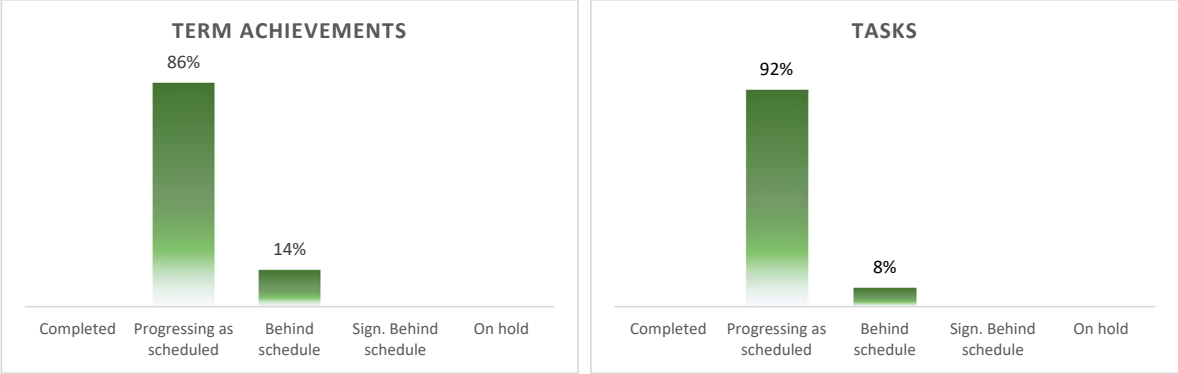 TERM ACHIEVEMENTS
86%
14%
Completed
Progressing as
scheduled
Behind
schedule
Sign. Behind
schedule
On hold
TASKS
92%
8%
Completed
Progressing as
scheduled
Behind
schedule
Sign. Behind
schedule
On hold